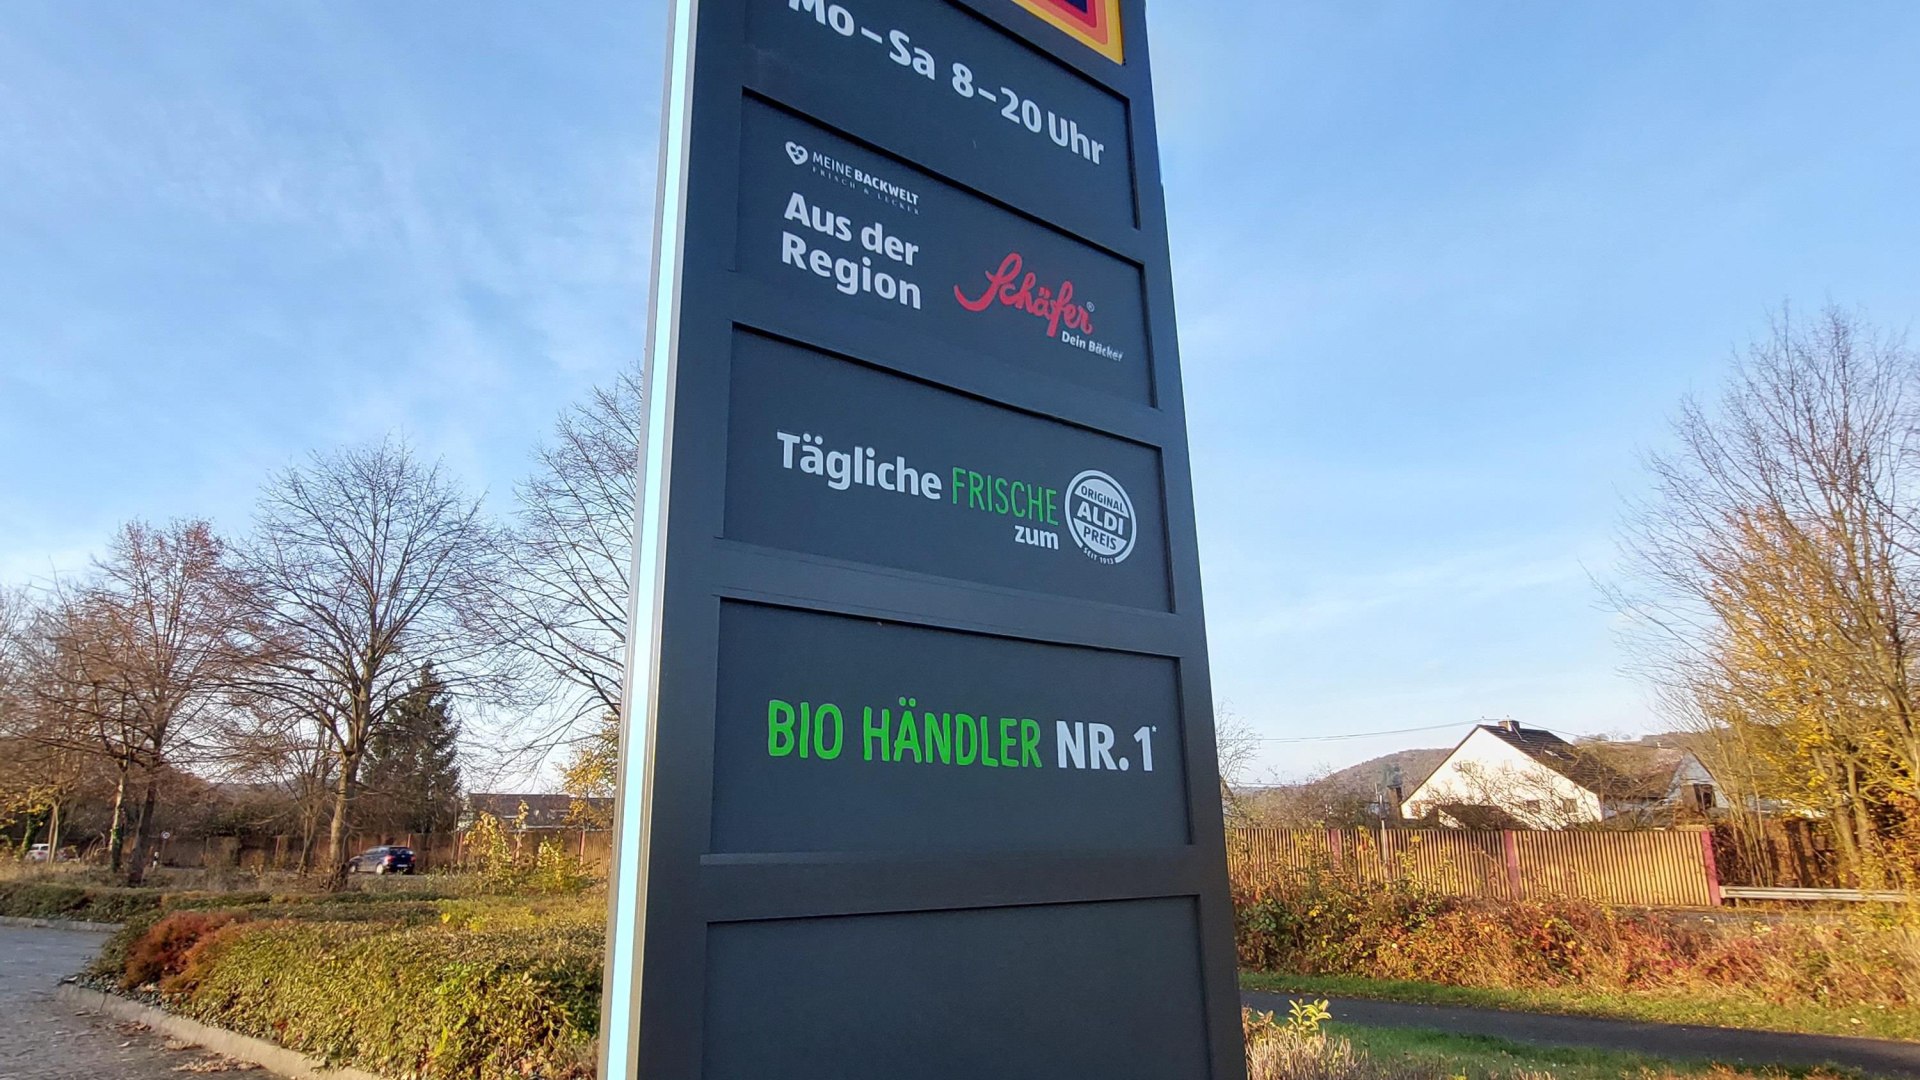 Mo – Sa 8 – 20 Uhr
MEINE BACKWELT
FRISCH & LECKER
Aus der
Region
Schäfer®
Dein Bäcker
Tägliche FRISCHE
zum
ORIGINAL
ALDI
PREIS
SEIT 1913
BIO HÄNDLER NR. 1*